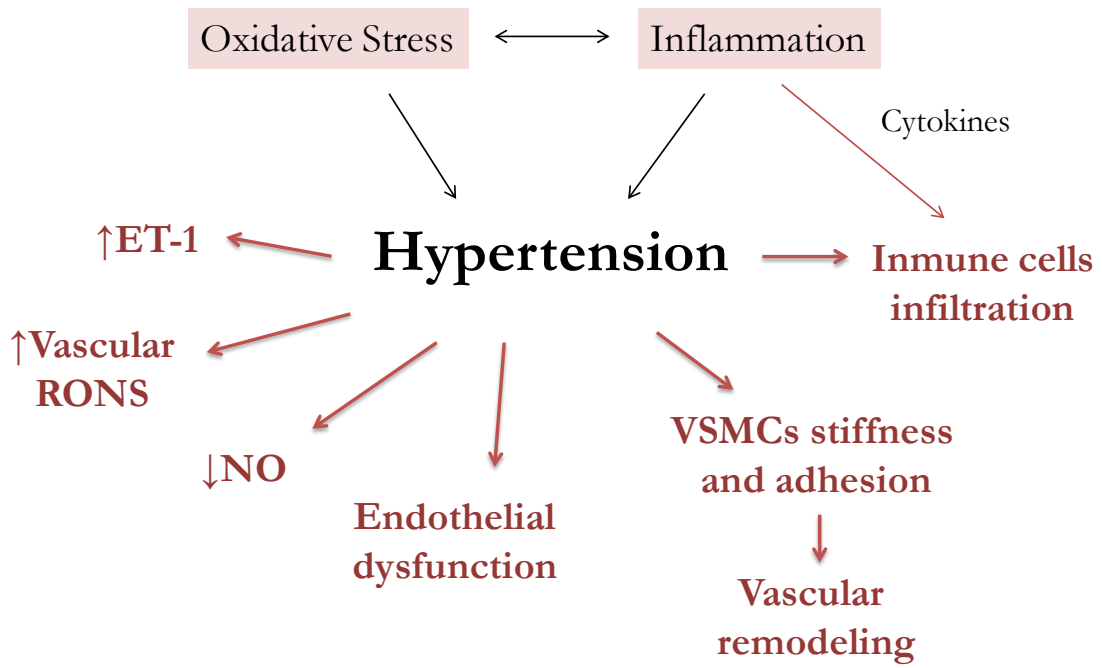 Oxidative Stress
Inflammation
Cytokines
↑ET-1
Hypertension
Inmune cells
infiltration
↑Vascular
RONS
VSMCs stiffness
and adhesion
↓NO
Endothelial
dysfunction
Vascular
remodeling